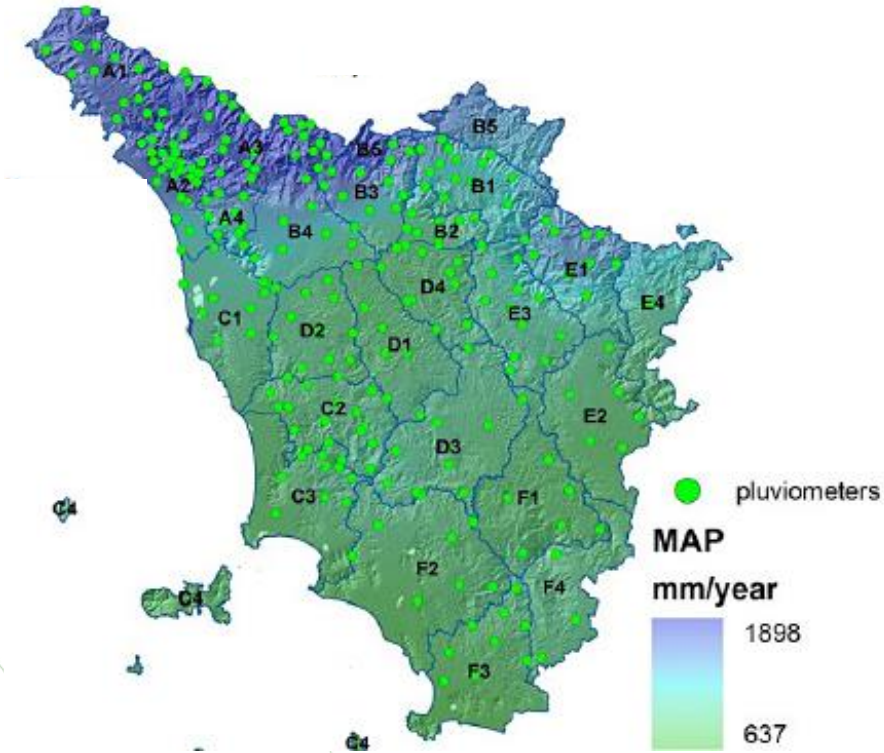 A1
B5
A3
B5
A2
B3
B1
A4
B4
B2
E1
D4
E4
C1
E3
D2
D1
C2
E2
D3
C3
F1
pluviometers
C4
MAP
F2
F4
mm/year
C4
1898
F3
637
C4